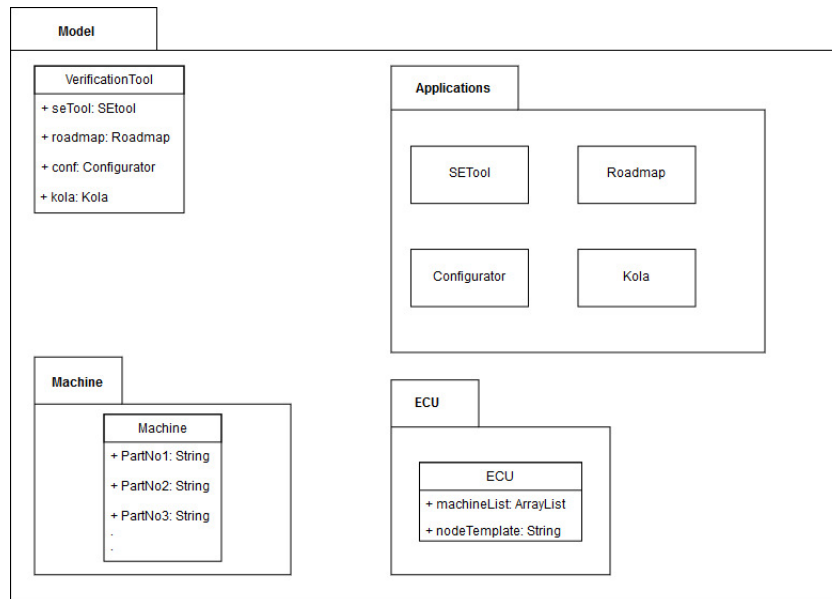 Model
VerificationTool
+ seTool: SEtool
+ roadmap: Roadmap
+ conf: Configurator
+ kola: Kola
Applications
SETool
Roadmap
Configurator
Kola
Machine
Machine
+ PartNo1: String
+ PartNo2: String
+ PartNo3: String
.
.
ECU
ECU
+ machineList: ArrayList
+ nodeTemplate: String